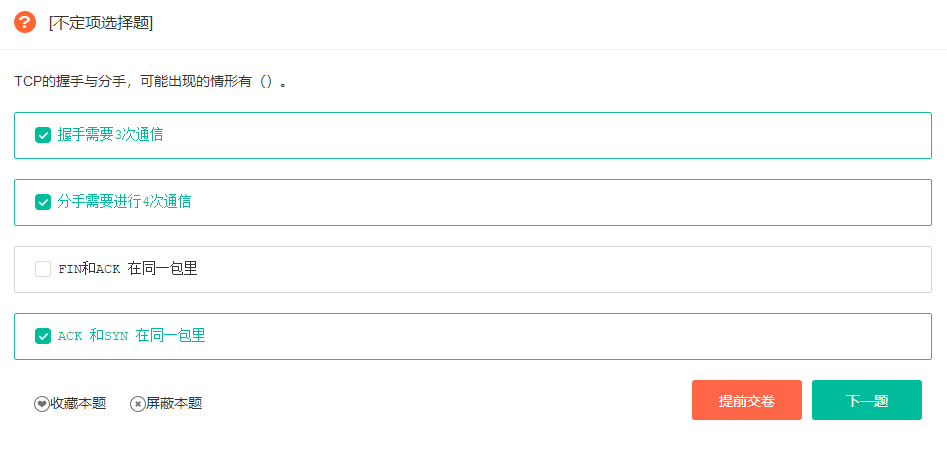 [不定项选择题]
TCP的握手与分手，可能出现的情形有（）。
握手需要3次通信
分手需要进行4次通信
FIN和ACK 在同一包里
ACK 和SYN 在同一包里
收藏本题 屏蔽本题 提前交卷 下一题